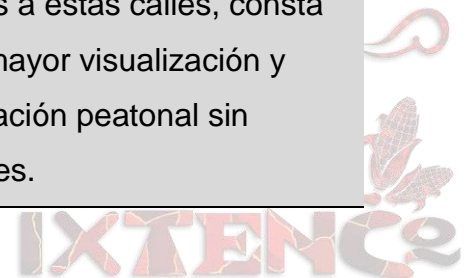 s a estas calles, consta
mayor visualización y
ación peatonal sin
es.
IXTENCO